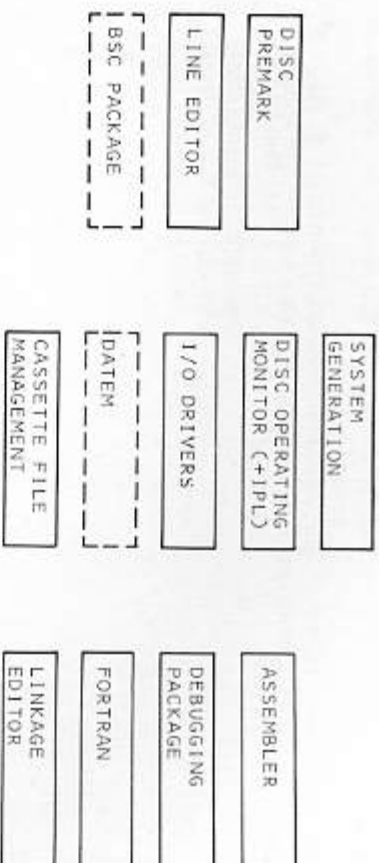 SYSTEM
GENERATION
DISC
PREMARK
DISC OPERATING
MONITOR (+IPL)
ASSEMBLER
LINE EDITOR
I/O DRIVERS
DEBUGGING
PACKAGE
BSC PACKAGE
DATEM
FORTRAN
CASSETTE FILE
MANAGEMENT
LINKAGE
EDITOR